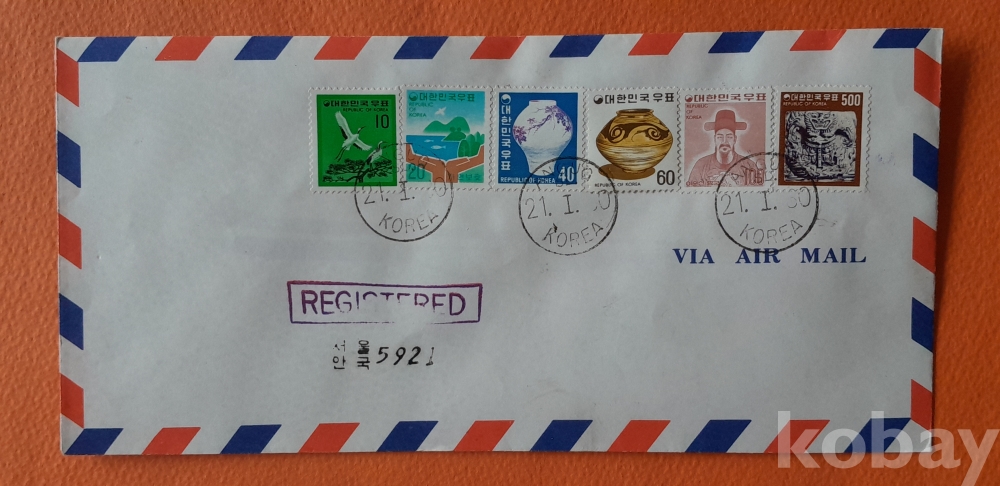 대한민국우표
REPUBLIC OF KOREA
10
대한민국우표
REPUBLIC
OF
KOREA
20
대한민국우표
REPUBLIC OF KOREA
40
대한민국우표
REPUBLIC OF KOREA
60
대한민국우표
REPUBLIC
OF
KOREA
105
대한민국우표
REPUBLIC OF KOREA
500
21. I.
KOREA
21. I.
KOREA
21. I. 80
KOREA
VIA AIR MAIL
REGISTERED
서울
안국 5921
kobay